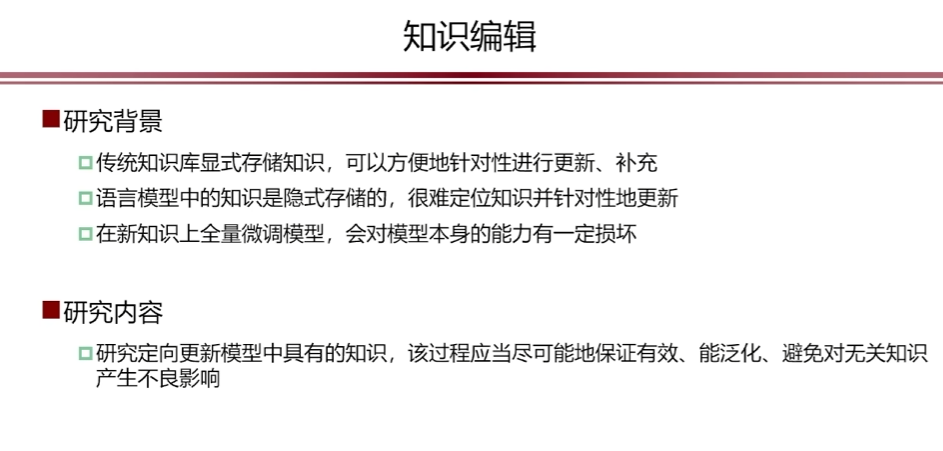 知识编辑
研究背景
传统知识库显式存储知识，可以方便地针对性进行更新、补充
语言模型中的知识是隐式存储的，很难定位知识并针对性地更新
在新知识上全量微调模型，会对模型本身的能力有一定损坏
研究内容
研究定向更新模型中具有的知识，该过程应当尽可能地保证有效、能泛化、避免对无关知识
产生不良影响